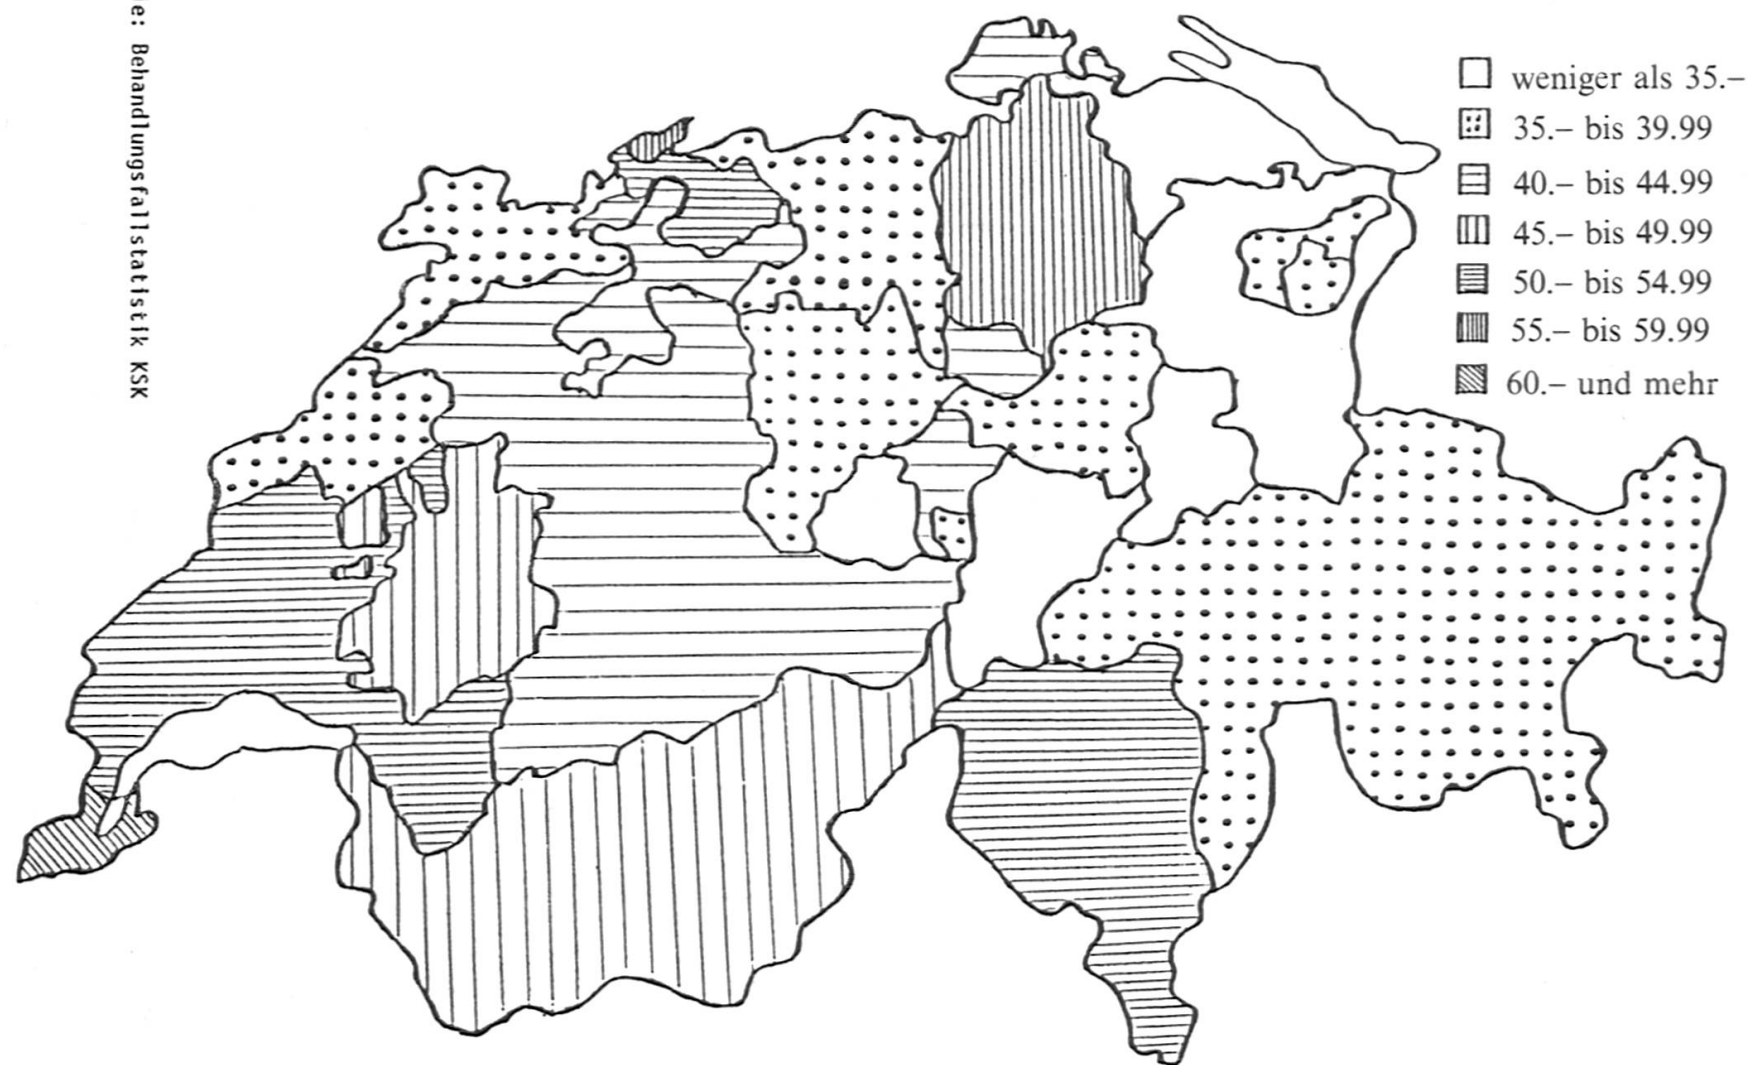 e: Behandlungsfallstatistik KSK
weniger als 35.–
35.– bis 39.99
40.– bis 44.99
45.– bis 49.99
50.– bis 54.99
55.– bis 59.99
60.– und mehr